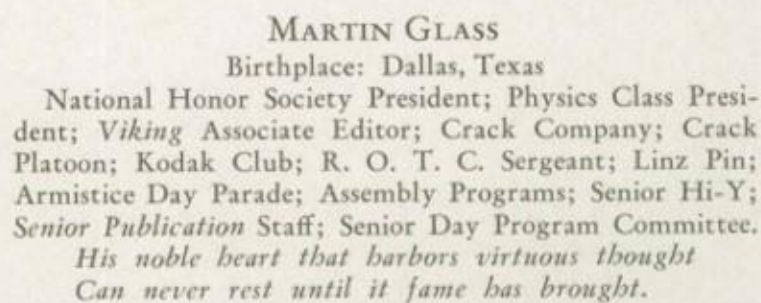 MARTIN GLASS
Birthplace: Dallas, Texas
National Honor Society President; Physics Class Presi-
dent; Viking Associate Editor; Crack Company; Crack
Platoon; Kodak Club; R. O. T. C. Sergeant; Linz Pin;
Armistice Day Parade; Assembly Programs; Senior Hi-Y;
Senior Publication Staff; Senior Day Program Committee.
His noble heart that harbors virtuous thought
Can never rest until it fame has brought.